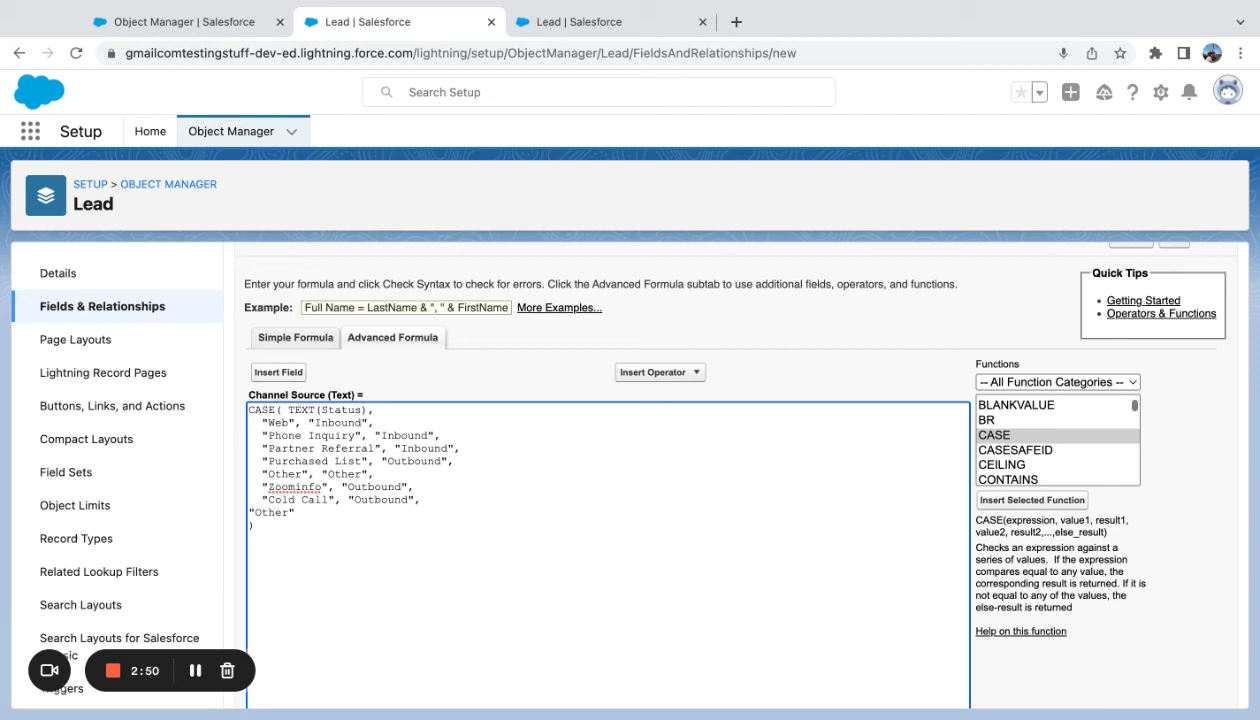 Object Manager | Salesforce
Lead | Salesforce
Lead | Salesforce
gmailcomtestingstuff-dev-ed.lightning.force.com/lightning/setup/ObjectManager/Lead/FieldsAndRelationships/new
Search Setup
Setup
Home
Object Manager
SETUP > OBJECT MANAGER
Lead
Details
Fields & Relationships
Page Layouts
Lightning Record Pages
Buttons, Links, and Actions
Compact Layouts
Field Sets
Object Limits
Record Types
Related Lookup Filters
Search Layouts
Search Layouts for Salesforce
2:50
Enter your formula and click Check Syntax to check for errors. Click the Advanced Formula subtab to use additional fields, operators, and functions.
Example: Full Name = LastName & ", " & FirstName More Examples...
Quick Tips
• Getting Started
• Operators & Functions
Simple Formula
Advanced Formula
Insert Field
Insert Operator
Channel Source (Text) =
CASE( TEXT(Status),
"Web", "Inbound",
"Phone Inquiry", "Inbound",
"Partner Referral", "Inbound",
"Purchased List", "Outbound",
"Other", "Other",
"Zoominfo", "Outbound",
"Cold Call", "Outbound",
"Other"
)
Functions
-- All Function Categories --
BLANKVALUE
BR
CASE
CASESAFEID
CEILING
CONTAINS
Insert Selected Function
CASE(expression, value1, result1,
value2, result2,...,else_result)
Checks an expression against a
series of values. If the expression
compares equal to any value, the
corresponding result is returned. If it is
not equal to any of the values, the
else-result is returned
Help on this function